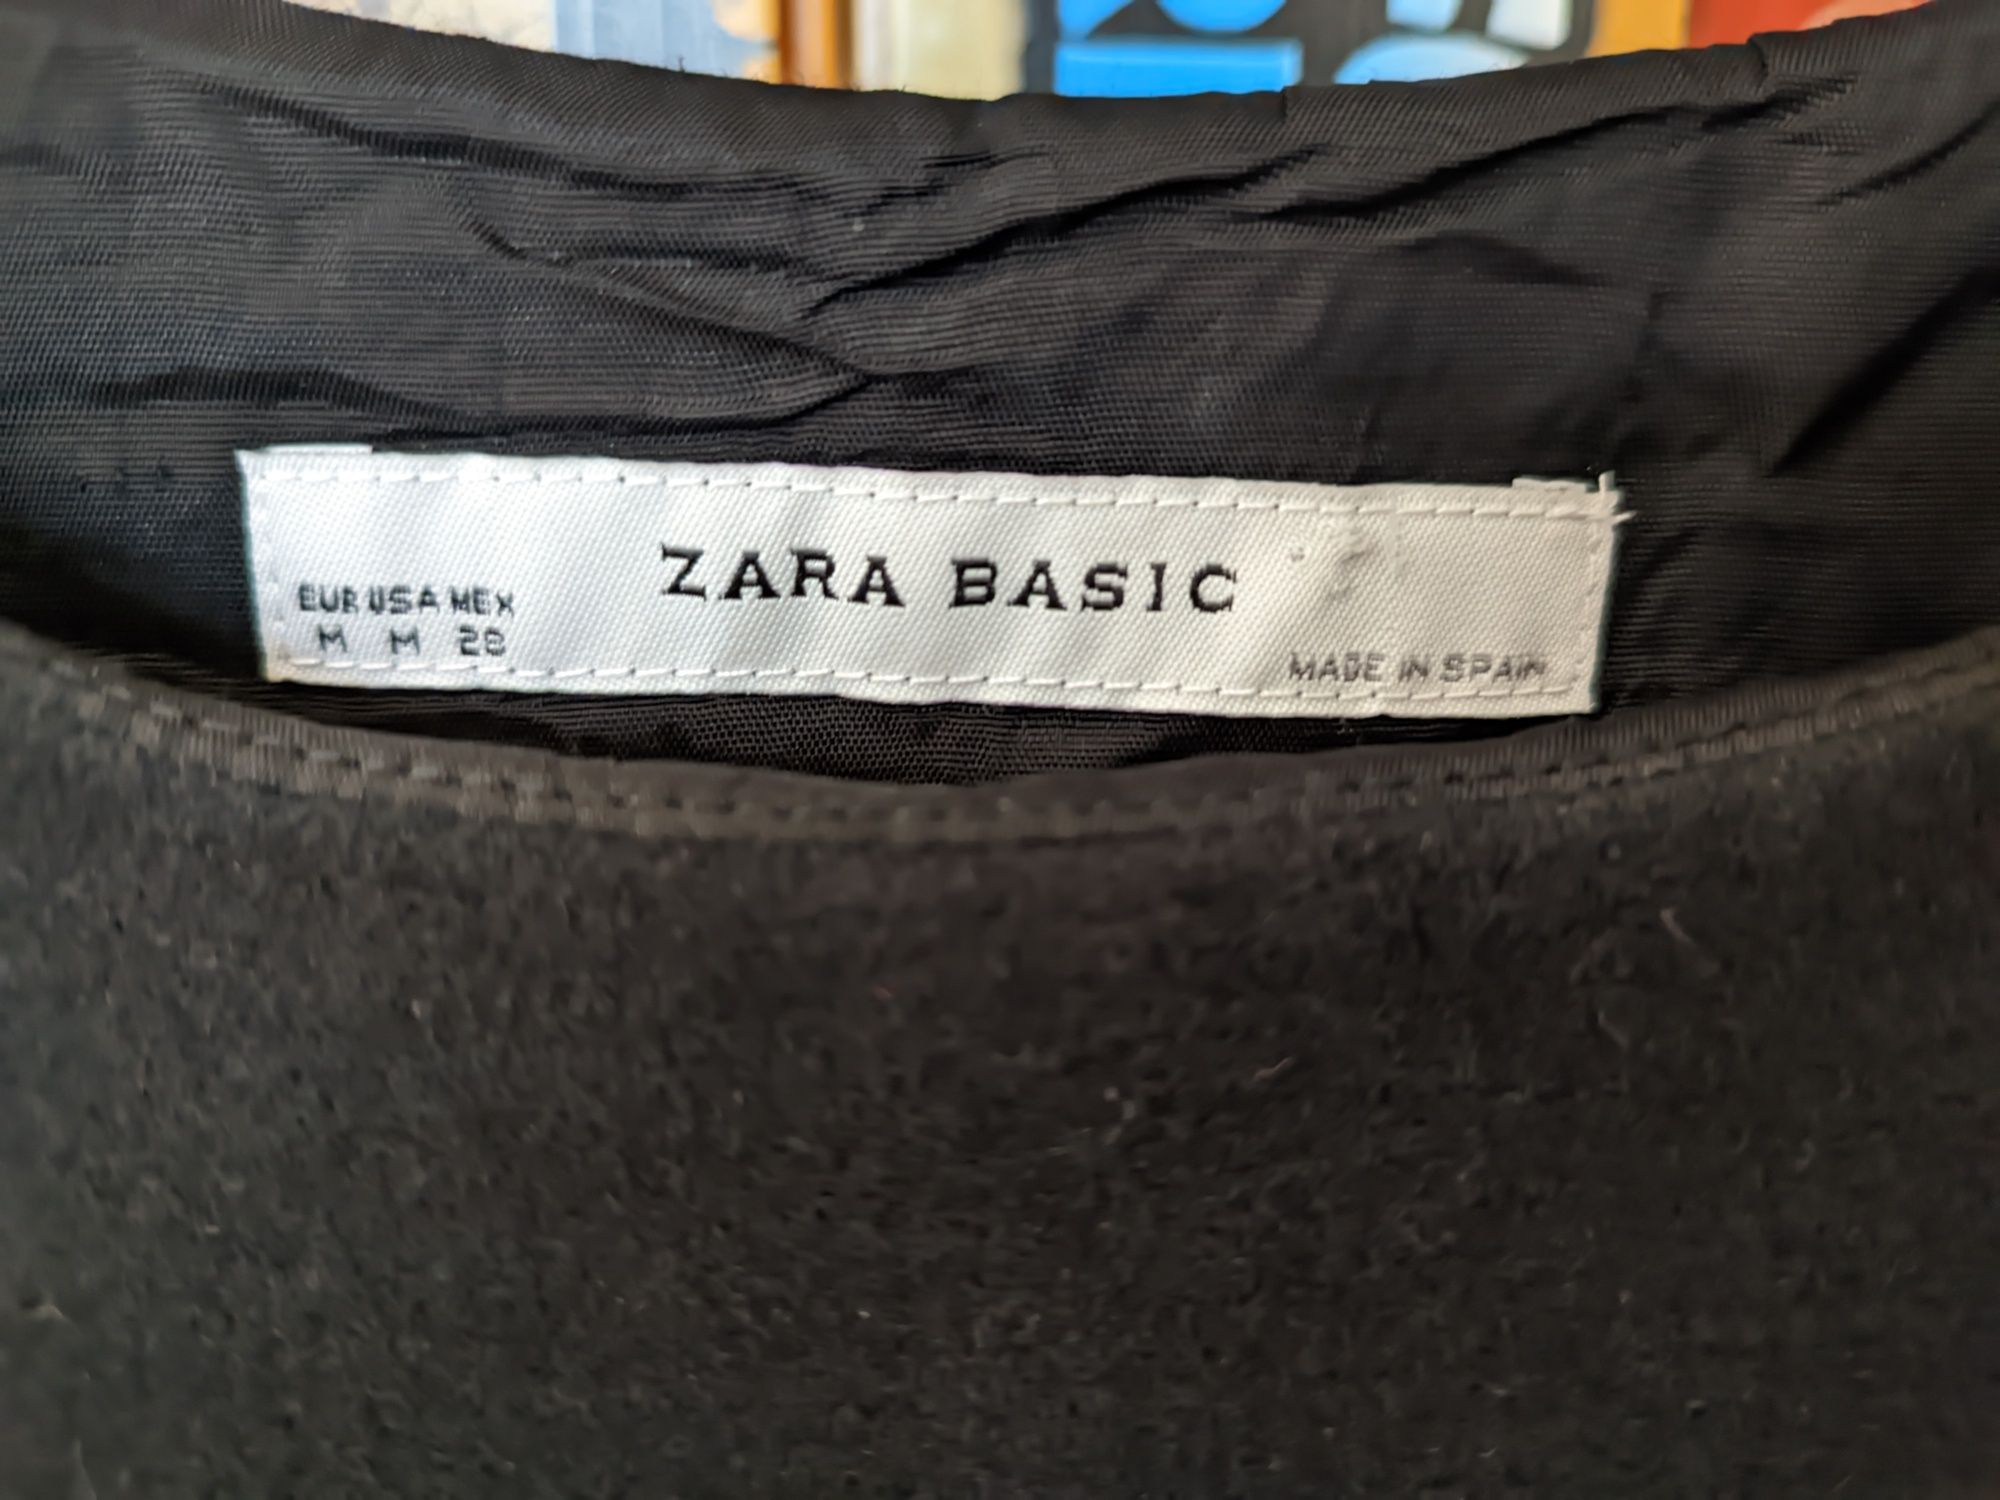 ZARA BASIC
EUR USA MEX
M M 28
MADE IN SPAIN